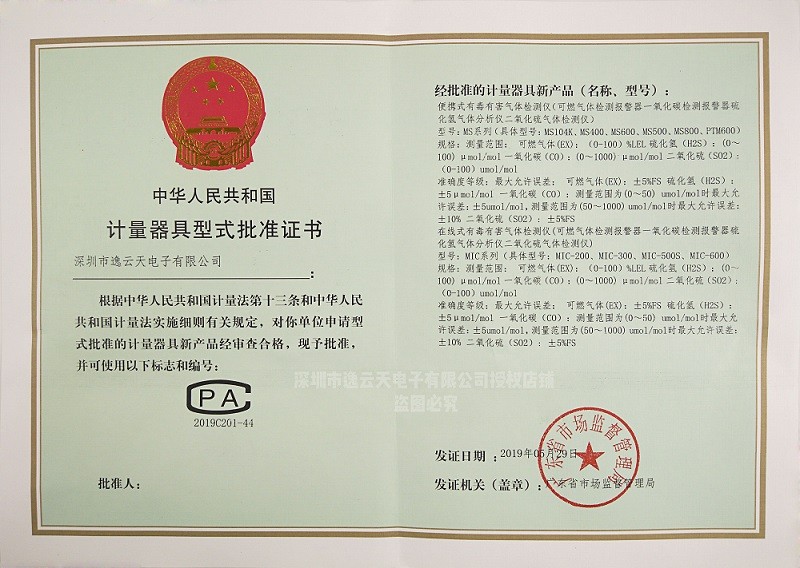 中华人民共和国
计量器具型式批准证书
深圳市逸云天电子有限公司
:
根据中华人民共和国计量法第十三条和中华人民
共和国计量法实施细则有关规定，对你单位申请型
式批准的计量器具新产品经审查合格，现予批准，
并可使用以下标志和编号：
CPA
2019C201-44
批准人：
经批准的计量器具新产品（名称、型号）：
便携式有毒有害气体检测仪(可燃气体检测报警器一氧化碳检测报警器硫
化氢气体分析仪二氧化硫气体检测仪)
型号：MS系列（具体型号：MS104K、MS400、MS600、MS500、MS800、PTM600）
规格：测量范围： 可燃气体(EX)：（0-100）%LEL 硫化氢（H2S）：（0～
100）μmol/mol 一氧化碳（CO）：（0～1000）μmol/mol 二氧化硫（SO2）：
（0-100）umol/mol
准确度等级：最大允许误差： 可燃气体(EX)：±5%FS 硫化氢（H2S）：
±5μmol/mol 一氧化碳（CO）：测量范围为(0～50) umol/mol时最大允
许误差：±5umol/mol，测量范围为(50～1000)umol/mol时最大允许误差：
±10% 二氧化硫（SO2）：±5%FS
在线式有毒有害气体检测仪(可燃气体检测报警器一氧化碳检测报警器硫
化氢气体分析仪二氧化硫气体检测仪)
型号：MIC系列（具体型号：MIC-200、MIC-300、MIC-500S、MIC-600）
规格：测量范围： 可燃气体(EX)：（0-100）%LEL 硫化氢（H2S）：（0～
100）μmol/mol 一氧化碳（CO）：（0～1000）μmol/mol 二氧化硫（SO2）：
（0-100）umol/mol
准确度等级：最大允许误差： 可燃气体(EX)：±5%FS 硫化氢（H2S）：
±5μmol/mol 一氧化碳（CO）：测量范围为(0～50) umol/mol时最大允
许误差：±5umol/mol，测量范围为(50～1000)umol/mol时最大允许误差：
±10% 二氧化硫（SO2）：±5%FS
深圳市逸云天电子有限公司授权店铺
盗图必究
广东省市场监督管理局
发证日期：2019年05月29日
发证机关（盖章）：广东省市场监督管理局